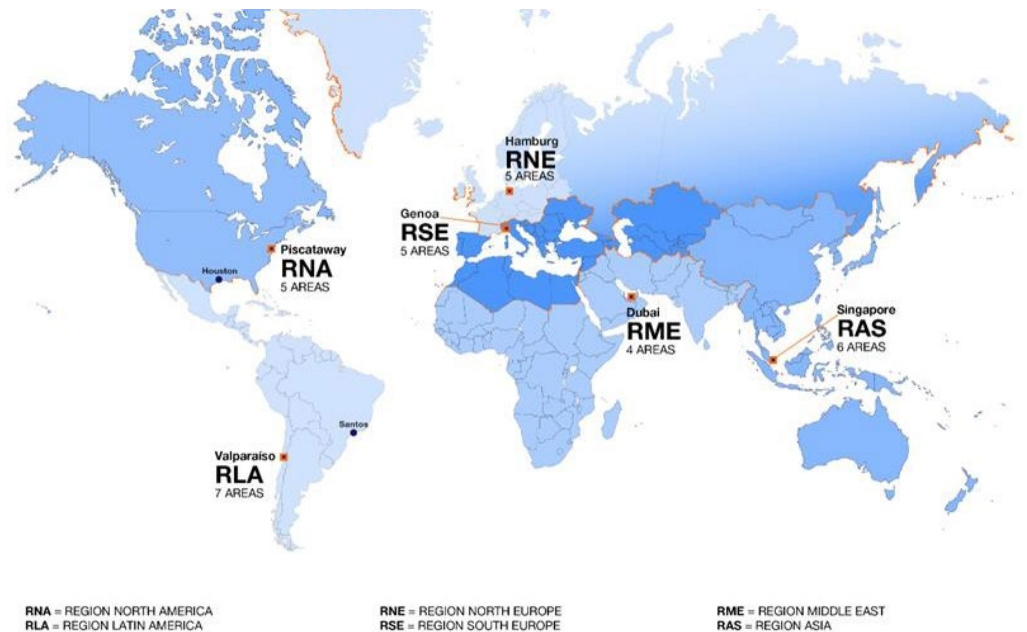 Hamburg
RNE
5 AREAS
Genoa
RSE
5 AREAS
Piscataway
RNA
5 AREAS
Houston
Dubai
RME
4 AREAS
Singapore
RAS
6 AREAS
Santos
Valparaíso
RLA
7 AREAS
RNA = REGION NORTH AMERICA
RLA = REGION LATIN AMERICA
RNE = REGION NORTH EUROPE
RSE = REGION SOUTH EUROPE
RME = REGION MIDDLE EAST
RAS = REGION ASIA